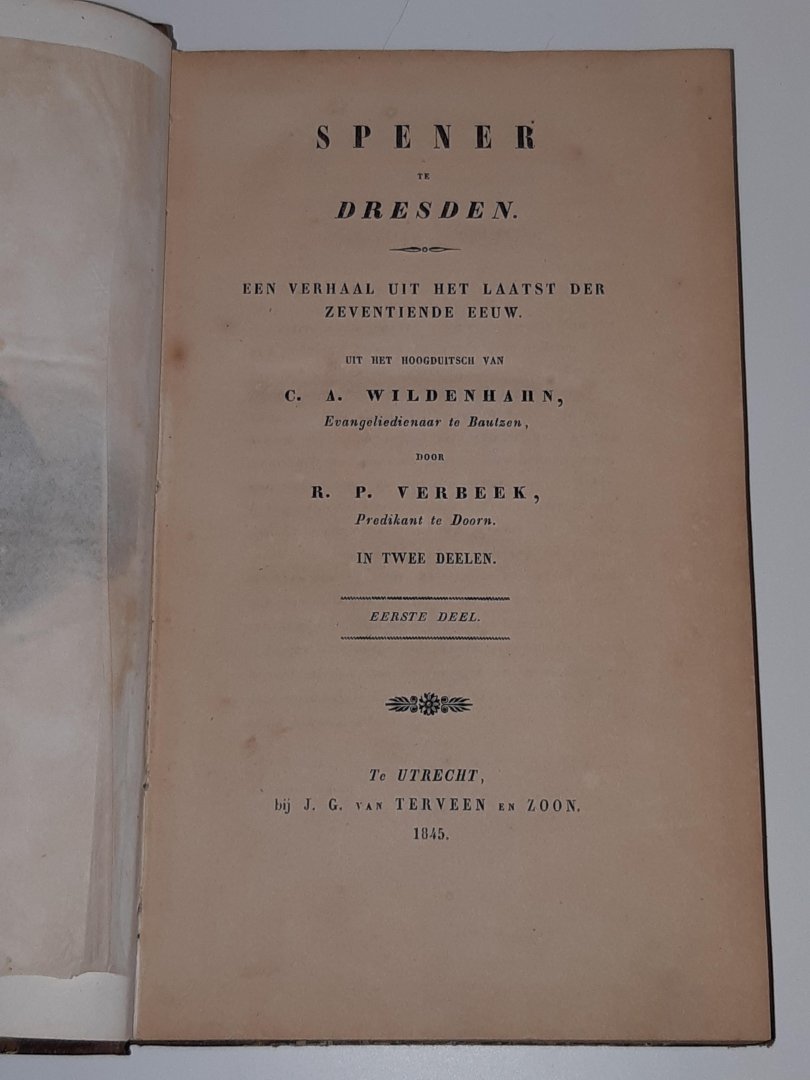 SPENER
TE
DRESDEN.
EEN VERHAAL UIT HET LAATST DER
ZEVENTIENDE EEUW.
UIT HET HOOGDUITSCH VAN
C. A. WILDENHAHN,
Evangeliedienaar te Bautzen,
DOOR
R. P. VERBEEK,
Predikant te Doorn.
IN TWEE DEELEN.
EERSTE DEEL.
Te UTRECHT,
bij J. G. VAN TERVEEN EN ZOON.
1845.